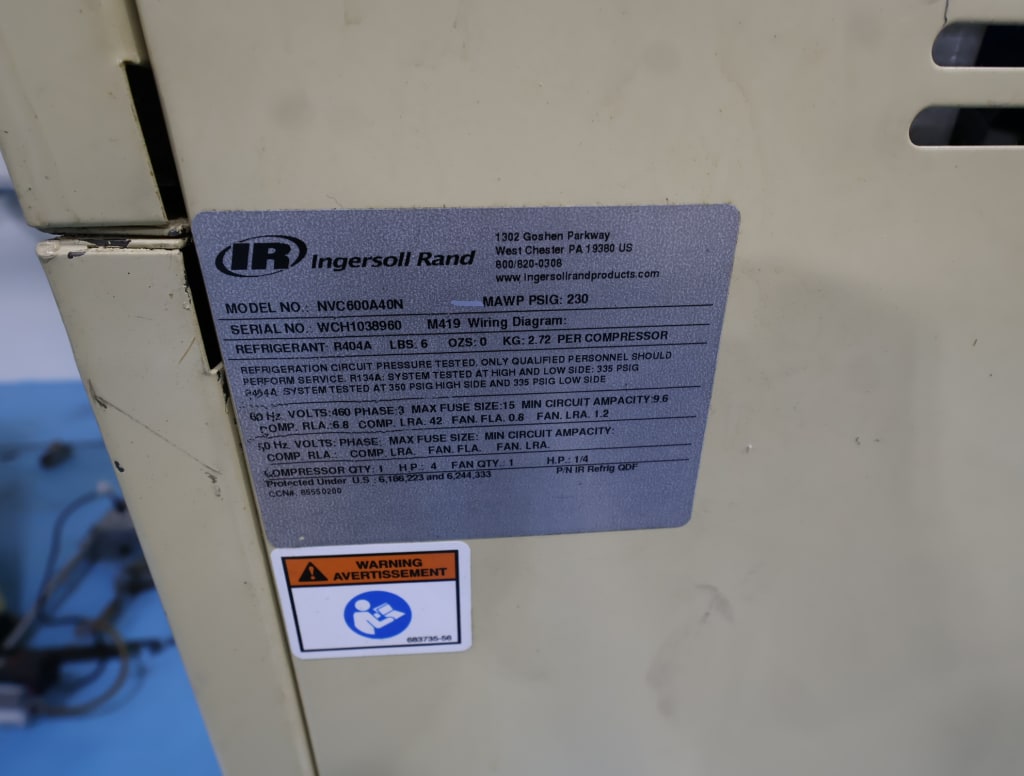 IR Ingersoll Rand
1302 Goshen Parkway
West Chester PA 19380 US
800/820-0308
www.ingersollrandproducts.com
MODEL NO.: NVC600A40N MAWP PSIG: 230
SERIAL NO. WCH1038960 M419 Wiring Diagram:
REFRIGERANT: R404A LBS: 6 OZS: 0 KG: 2.72 PER COMPRESSOR
REFRIGERATION CIRCUIT PRESSURE TESTED. ONLY QUALIFIED PERSONNEL SHOULD
PERFORM SERVICE. R134A: SYSTEM TESTED AT HIGH AND LOW SIDE: 335 PSIG
R404A: SYSTEM TESTED AT 350 PSIG HIGH SIDE AND 335 PSIG LOW SIDE
60 Hz. VOLTS:460 PHASE:3 MAX FUSE SIZE:15 MIN CIRCUIT AMPACITY:9.6
COMP. RLA.:6.8 COMP. LRA. 42 FAN. FLA. 0.8 FAN. LRA. 1.2
50 Hz. VOLTS: PHASE: MAX FUSE SIZE: MIN CIRCUIT AMPACITY:
COMP. RLA.: COMP. LRA. FAN. FLA. FAN. LRA.
COMPRESSOR QTY: 1 H.P.: 4 FAN QTY: 1 H.P.: 1/4
Protected Under U.S.: 6,186,223 and 6,244,333 P/N IR Refrig QDF
CCN#:
WARNING
AVERTISSEMENT
683735-56